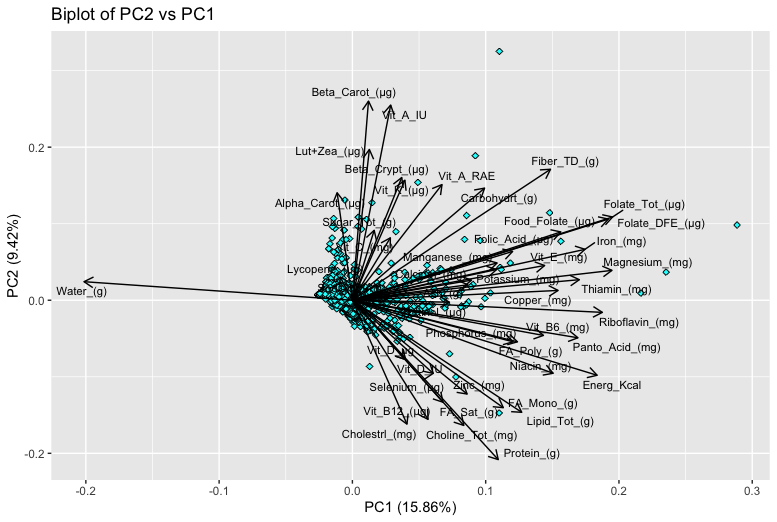 Biplot of PC2 vs PC1
Beta_Carot_(µg)
Vit_A_IU
Lut+Zea_(µg)
Beta_Crypt_(µg)
Vit_A_RAE
Fiber_TD_(g)
Vit_K_(µg)
Carbohydrt_(g)
Alpha_Carot_(µg)
Folate_Tot_(µg)
Sugar_Tot_(g)
Food_Folate_(µg)
Folate_DFE_(µg)
Folic_Acid_(µg)
Iron_(mg)
Manganese_(mg)
Vit_E_(mg)
Magnesium_(mg)
Lycopene
Potassium_(mg)
Water_(g)
Thiamin_(mg)
Copper_(mg)
Riboflavin_(mg)
Phosphorus_(mg)
Vit_B6_(mg)
Panto_Acid_(mg)
FA_Poly_(g)
Vit_D_µg
Vit_D_IU
Niacin_(mg)
Energ_Kcal
Selenium_(µg)
Zinc_(mg)
FA_Mono_(g)
Vit_B12_(µg)
FA_Sat_(g)
Lipid_Tot_(g)
Cholestrl_(mg)
Choline_Tot_(mg)
Protein_(g)
0.2
0.0
-0.2
PC2 (9.42%)
-0.2 -0.1 0.0 0.1 0.2 0.3
PC1 (15.86%)